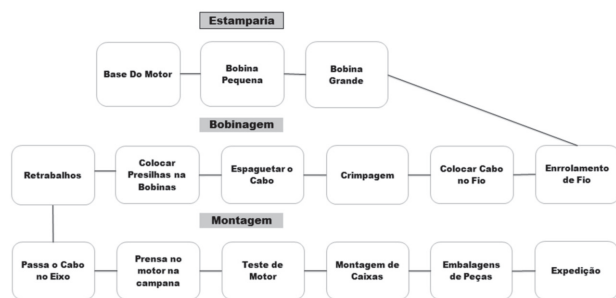 Estamparia
Base Do Motor
Bobina
Pequena
Bobina
Grande
Bobinagem
Retrabalhos
Colocar
Presilhas na
Bobinas
Espaguetar o
Cabo
Crimpagem
Colocar Cabo
no Fio
Enrrolamento
de Fio
Montagem
Passa o Cabo
no Eixo
Prensa no
motor na
campana
Teste de
Motor
Montagem de
Caixas
Embalagens
de Peças
Expedição